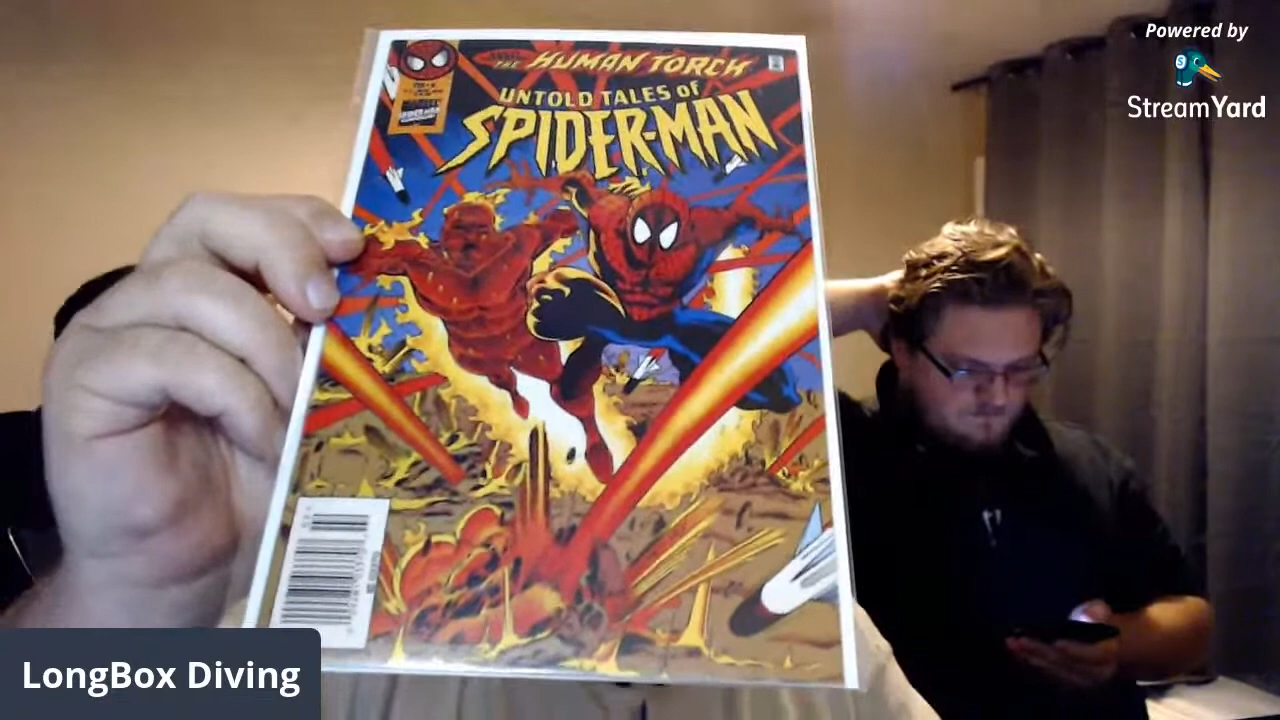 Powered by
StreamYard
THE HUMAN TORCH
UNTOLD TALES OF
SPIDER-MAN
LongBox Diving